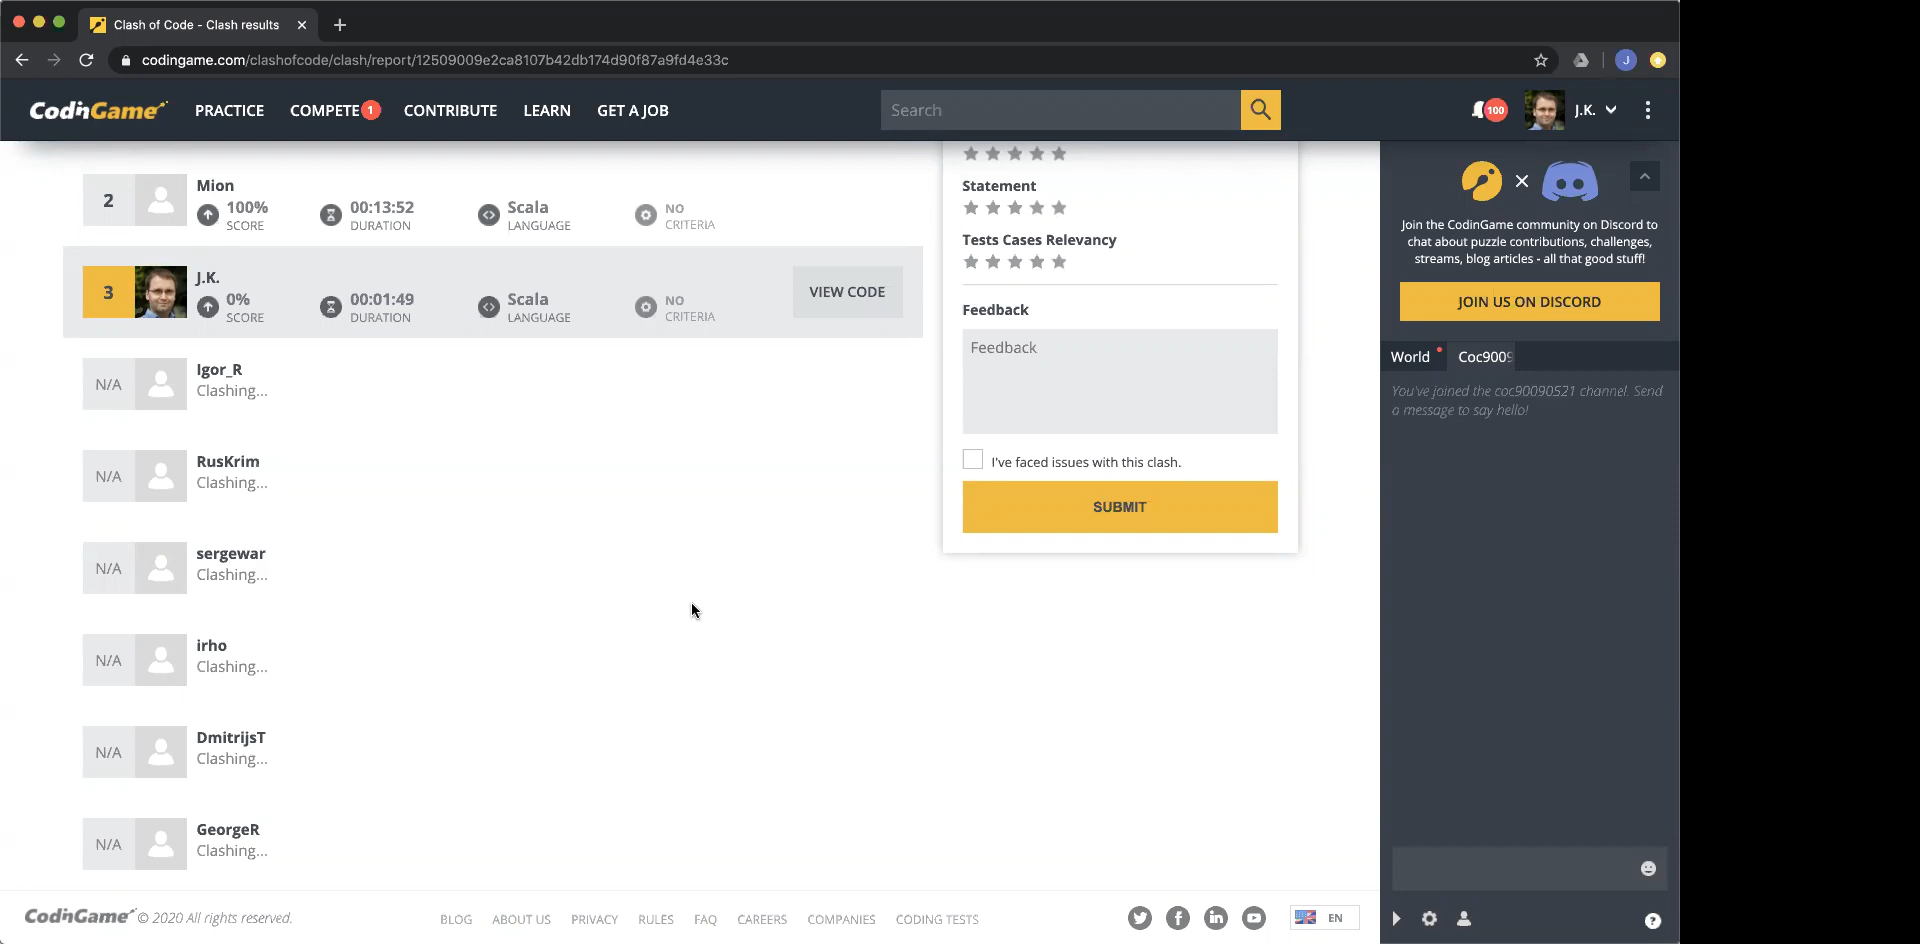 Clash of Code - Clash results
codingame.com/clashofcode/clash/report/12509009e2ca8107b42db174d90f87a9fd4e33c
J
CodinGame
PRACTICE
COMPETE 1
CONTRIBUTE
LEARN
GET A JOB
Search
100
J.K.
2
Mion
100%
SCORE
00:13:52
DURATION
Scala
LANGUAGE
NO
CRITERIA
3
J.K.
0%
SCORE
00:01:49
DURATION
Scala
LANGUAGE
NO
CRITERIA
VIEW CODE
N/A
Igor_R
Clashing...
N/A
RusKrim
Clashing...
N/A
sergewar
Clashing...
N/A
irho
Clashing...
N/A
DmitrijsT
Clashing...
N/A
GeorgeR
Clashing...
Statement
Tests Cases Relevancy
Feedback
Feedback
I've faced issues with this clash.
SUBMIT
Join the CodinGame community on Discord to
chat about puzzle contributions, challenges,
streams, blog articles - all that good stuff!
JOIN US ON DISCORD
World
Coc9009
You've joined the coc90090521 channel. Send
a message to say hello!
CodinGame © 2020 All rights reserved.
BLOG
ABOUT US
PRIVACY
RULES
FAQ
CAREERS
COMPANIES
CODING TESTS
EN